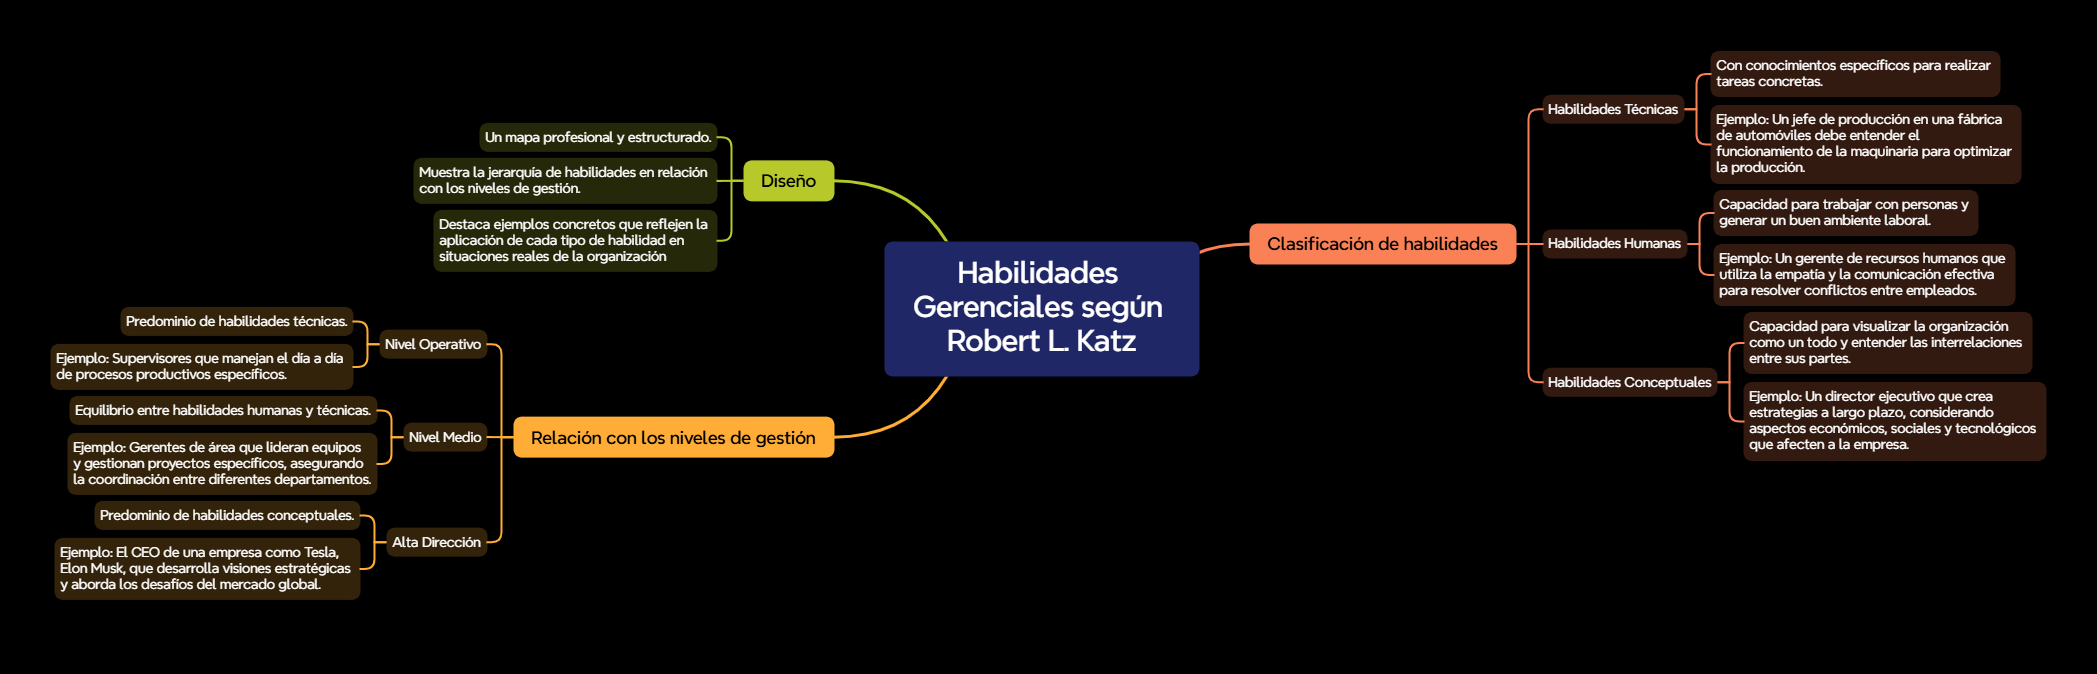 Habilidades
Gerenciales según
Robert L. Katz
Clasificación de habilidades
Habilidades Técnicas
Con conocimientos específicos para realizar
tareas concretas.
Ejemplo: Un jefe de producción en una fábrica
de automóviles debe entender el
funcionamiento de la maquinaria para optimizar
la producción.
Habilidades Humanas
Capacidad para trabajar con personas y
generar un buen ambiente laboral.
Ejemplo: Un gerente de recursos humanos que
utiliza la empatía y la comunicación efectiva
para resolver conflictos entre empleados.
Habilidades Conceptuales
Capacidad para visualizar la organización
como un todo y entender las interrelaciones
entre sus partes.
Ejemplo: Un director ejecutivo que crea
estrategias a largo plazo, considerando
aspectos económicos, sociales y tecnológicos
que afecten a la empresa.
Diseño
Un mapa profesional y estructurado.
Muestra la jerarquía de habilidades en relación
con los niveles de gestión.
Destaca ejemplos concretos que reflejen la
aplicación de cada tipo de habilidad en
situaciones reales de la organización
Relación con los niveles de gestión
Nivel Operativo
Predominio de habilidades técnicas.
Ejemplo: Supervisores que manejan el día a día
de procesos productivos específicos.
Nivel Medio
Equilibrio entre habilidades humanas y técnicas.
Ejemplo: Gerentes de área que lideran equipos
y gestionan proyectos específicos, asegurando
la coordinación entre diferentes departamentos.
Alta Dirección
Predominio de habilidades conceptuales.
Ejemplo: El CEO de una empresa como Tesla,
Elon Musk, que desarrolla visiones estratégicas
y aborda los desafíos del mercado global.